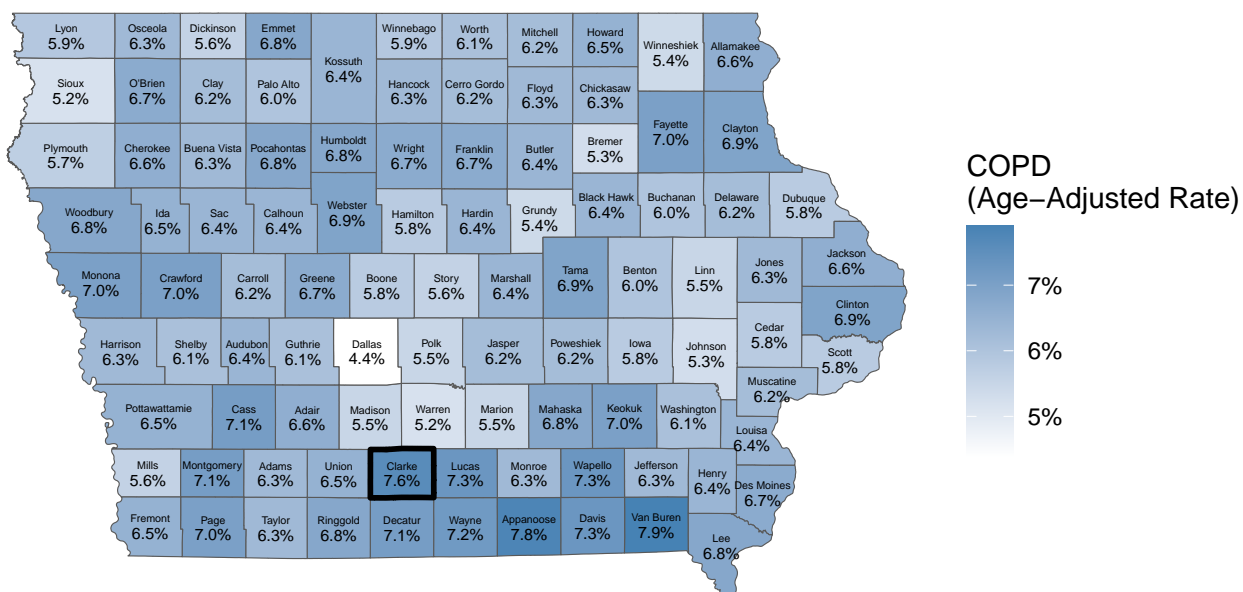 Lyon
5.9%
Osceola
6.3%
Dickinson
5.6%
Emmet
6.8%
Kossuth
6.4%
Winnebago
5.9%
Worth
6.1%
Mitchell
6.2%
Howard
6.5%
Winneshiek
5.4%
Allamakee
6.6%
Sioux
5.2%
O'Brien
6.7%
Clay
6.2%
Palo Alto
6.0%
Hancock
6.3%
Cerro Gordo
6.2%
Floyd
6.3%
Chickasaw
6.3%
Fayette
7.0%
Clayton
6.9%
Plymouth
5.7%
Cherokee
6.6%
Buena Vista
6.3%
Pocahontas
6.8%
Humboldt
6.8%
Wright
6.7%
Franklin
6.7%
Butler
6.4%
Bremer
5.3%
Woodbury
6.8%
Ida
6.5%
Sac
6.4%
Calhoun
6.4%
Webster
6.9%
Hamilton
5.8%
Hardin
6.4%
Grundy
5.4%
Black Hawk
6.4%
Buchanan
6.0%
Delaware
6.2%
Dubuque
5.8%
Monona
7.0%
Crawford
7.0%
Carroll
6.2%
Greene
6.7%
Boone
5.8%
Story
5.6%
Marshall
6.4%
Tama
6.9%
Benton
6.0%
Linn
5.5%
Jones
6.3%
Jackson
6.6%
Clinton
6.9%
Harrison
6.3%
Shelby
6.1%
Audubon
6.4%
Guthrie
6.1%
Dallas
4.4%
Polk
5.5%
Jasper
6.2%
Poweshiek
6.2%
Iowa
5.8%
Johnson
5.3%
Cedar
5.8%
Scott
5.8%
Muscatine
6.2%
Pottawattamie
6.5%
Cass
7.1%
Adair
6.6%
Madison
5.5%
Warren
5.2%
Marion
5.5%
Mahaska
6.8%
Keokuk
7.0%
Washington
6.1%
Louisa
6.4%
Mills
5.6%
Montgomery
7.1%
Adams
6.3%
Union
6.5%
Clarke
7.6%
Lucas
7.3%
Monroe
6.3%
Wapello
7.3%
Jefferson
6.3%
Henry
6.4%
Des Moines
6.7%
Fremont
6.5%
Page
7.0%
Taylor
6.3%
Ringgold
6.8%
Decatur
7.1%
Wayne
7.2%
Appanoose
7.8%
Davis
7.3%
Van Buren
7.9%
Lee
6.8%
COPD
(Age−Adjusted Rate)
7%
6%
5%